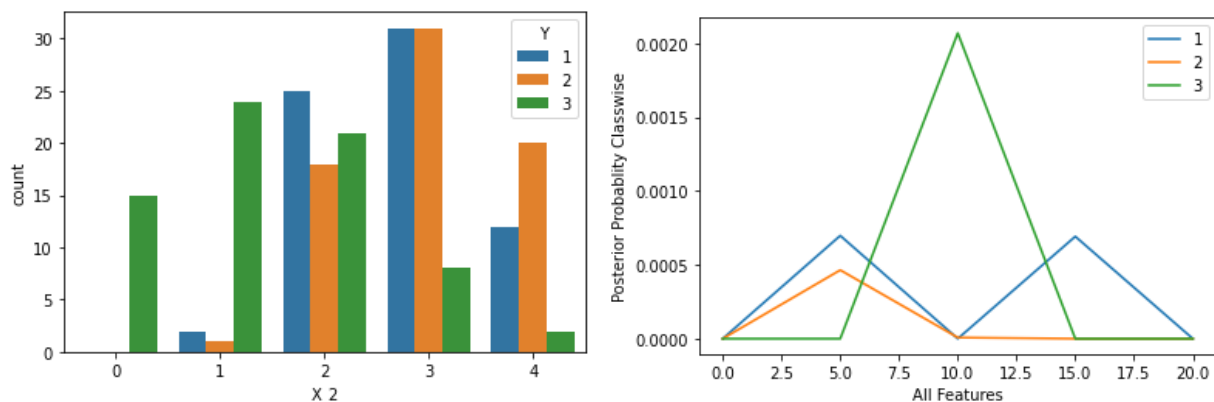 30
25
20
15
10
5
0
count
0 1 2 3 4
X 2
Y
1
2
3
0.0020
0.0015
0.0010
0.0005
0.0000
Posterior Probablity Classwise
0.0 2.5 5.0 7.5 10.0 12.5 15.0 17.5 20.0
All Features
1
2
3